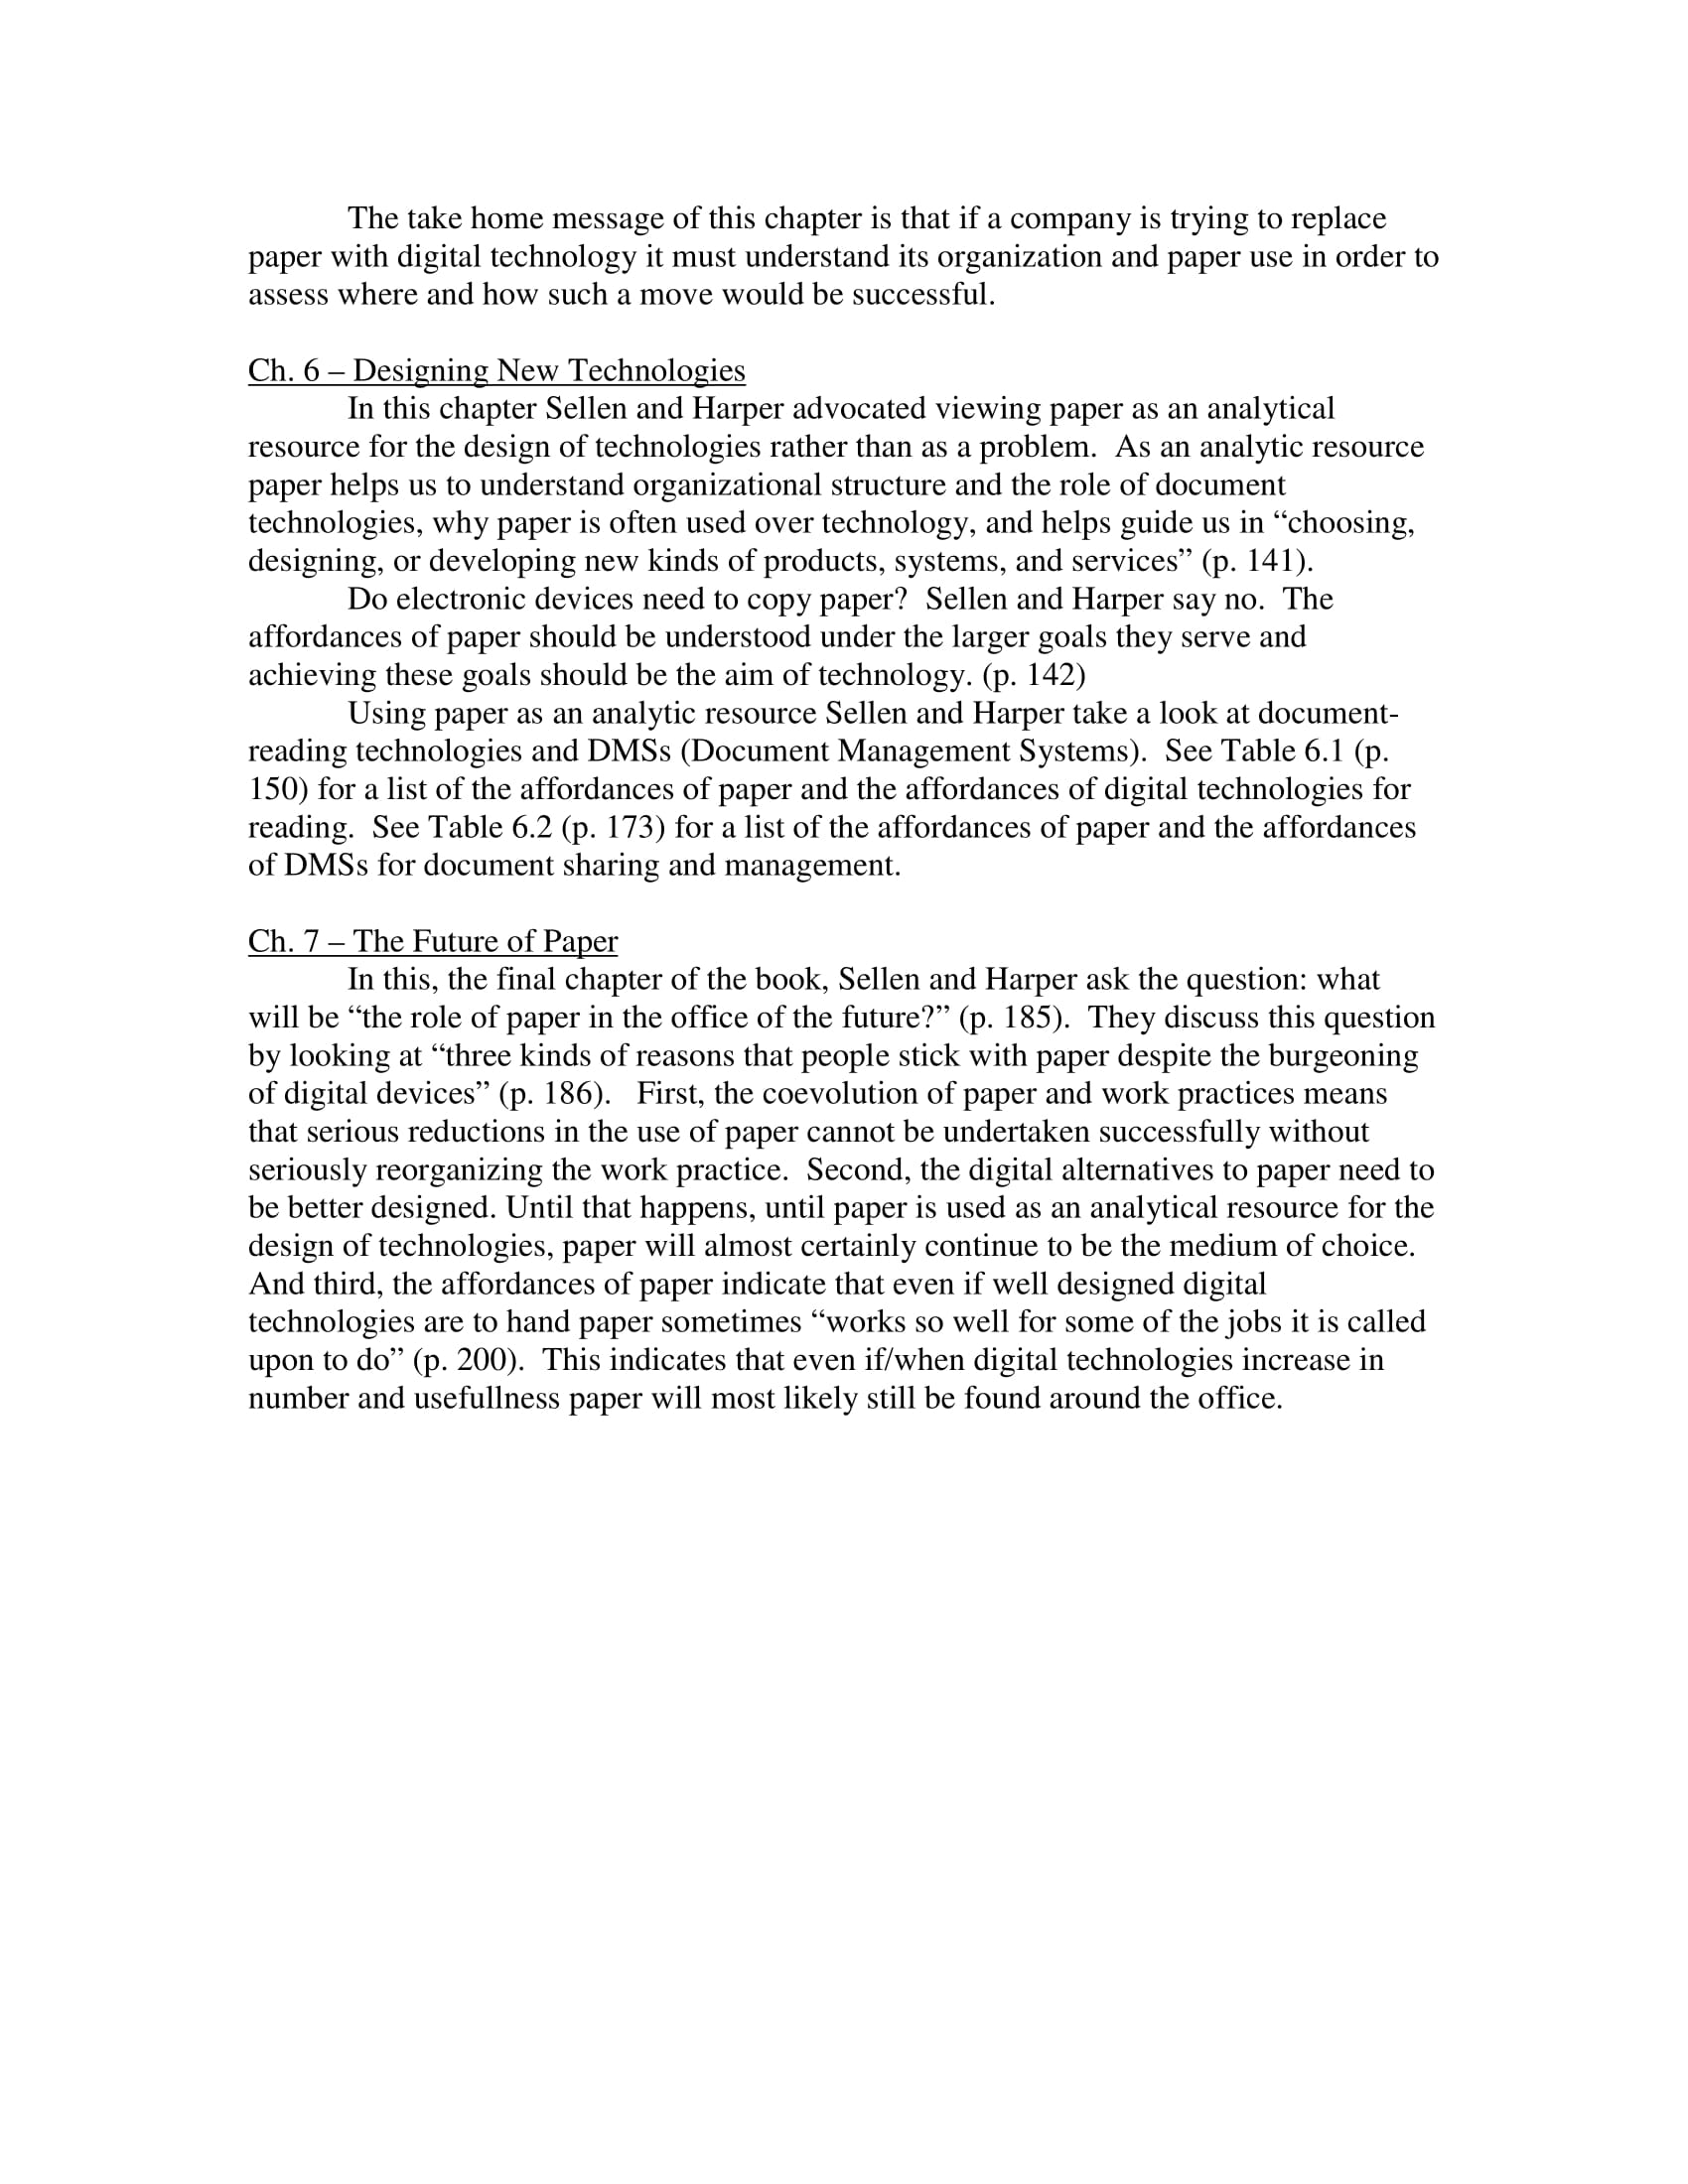 The take home message of this chapter is that if a company is trying to replace
paper with digital technology it must understand its organization and paper use in order to
assess where and how such a move would be successful.
Ch. 6 – Designing New Technologies
In this chapter Sellen and Harper advocated viewing paper as an analytical
resource for the design of technologies rather than as a problem.  As an analytic resource
paper helps us to understand organizational structure and the role of document
technologies, why paper is often used over technology, and helps guide us in “choosing,
designing, or developing new kinds of products, systems, and services” (p. 141).
Do electronic devices need to copy paper?  Sellen and Harper say no.  The
affordances of paper should be understood under the larger goals they serve and
achieving these goals should be the aim of technology. (p. 142)
Using paper as an analytic resource Sellen and Harper take a look at document-
reading technologies and DMSs (Document Management Systems).  See Table 6.1 (p.
150) for a list of the affordances of paper and the affordances of digital technologies for
reading.  See Table 6.2 (p. 173) for a list of the affordances of paper and the affordances
of DMSs for document sharing and management.
Ch. 7 – The Future of Paper
In this, the final chapter of the book, Sellen and Harper ask the question: what
will be “the role of paper in the office of the future?” (p. 185).  They discuss this question
by looking at “three kinds of reasons that people stick with paper despite the burgeoning
of digital devices” (p. 186).   First, the coevolution of paper and work practices means
that serious reductions in the use of paper cannot be undertaken successfully without
seriously reorganizing the work practice.  Second, the digital alternatives to paper need to
be better designed. Until that happens, until paper is used as an analytical resource for the
design of technologies, paper will almost certainly continue to be the medium of choice.
And third, the affordances of paper indicate that even if well designed digital
technologies are to hand paper sometimes “works so well for some of the jobs it is called
upon to do” (p. 200).  This indicates that even if/when digital technologies increase in
number and usefullness paper will most likely still be found around the office.